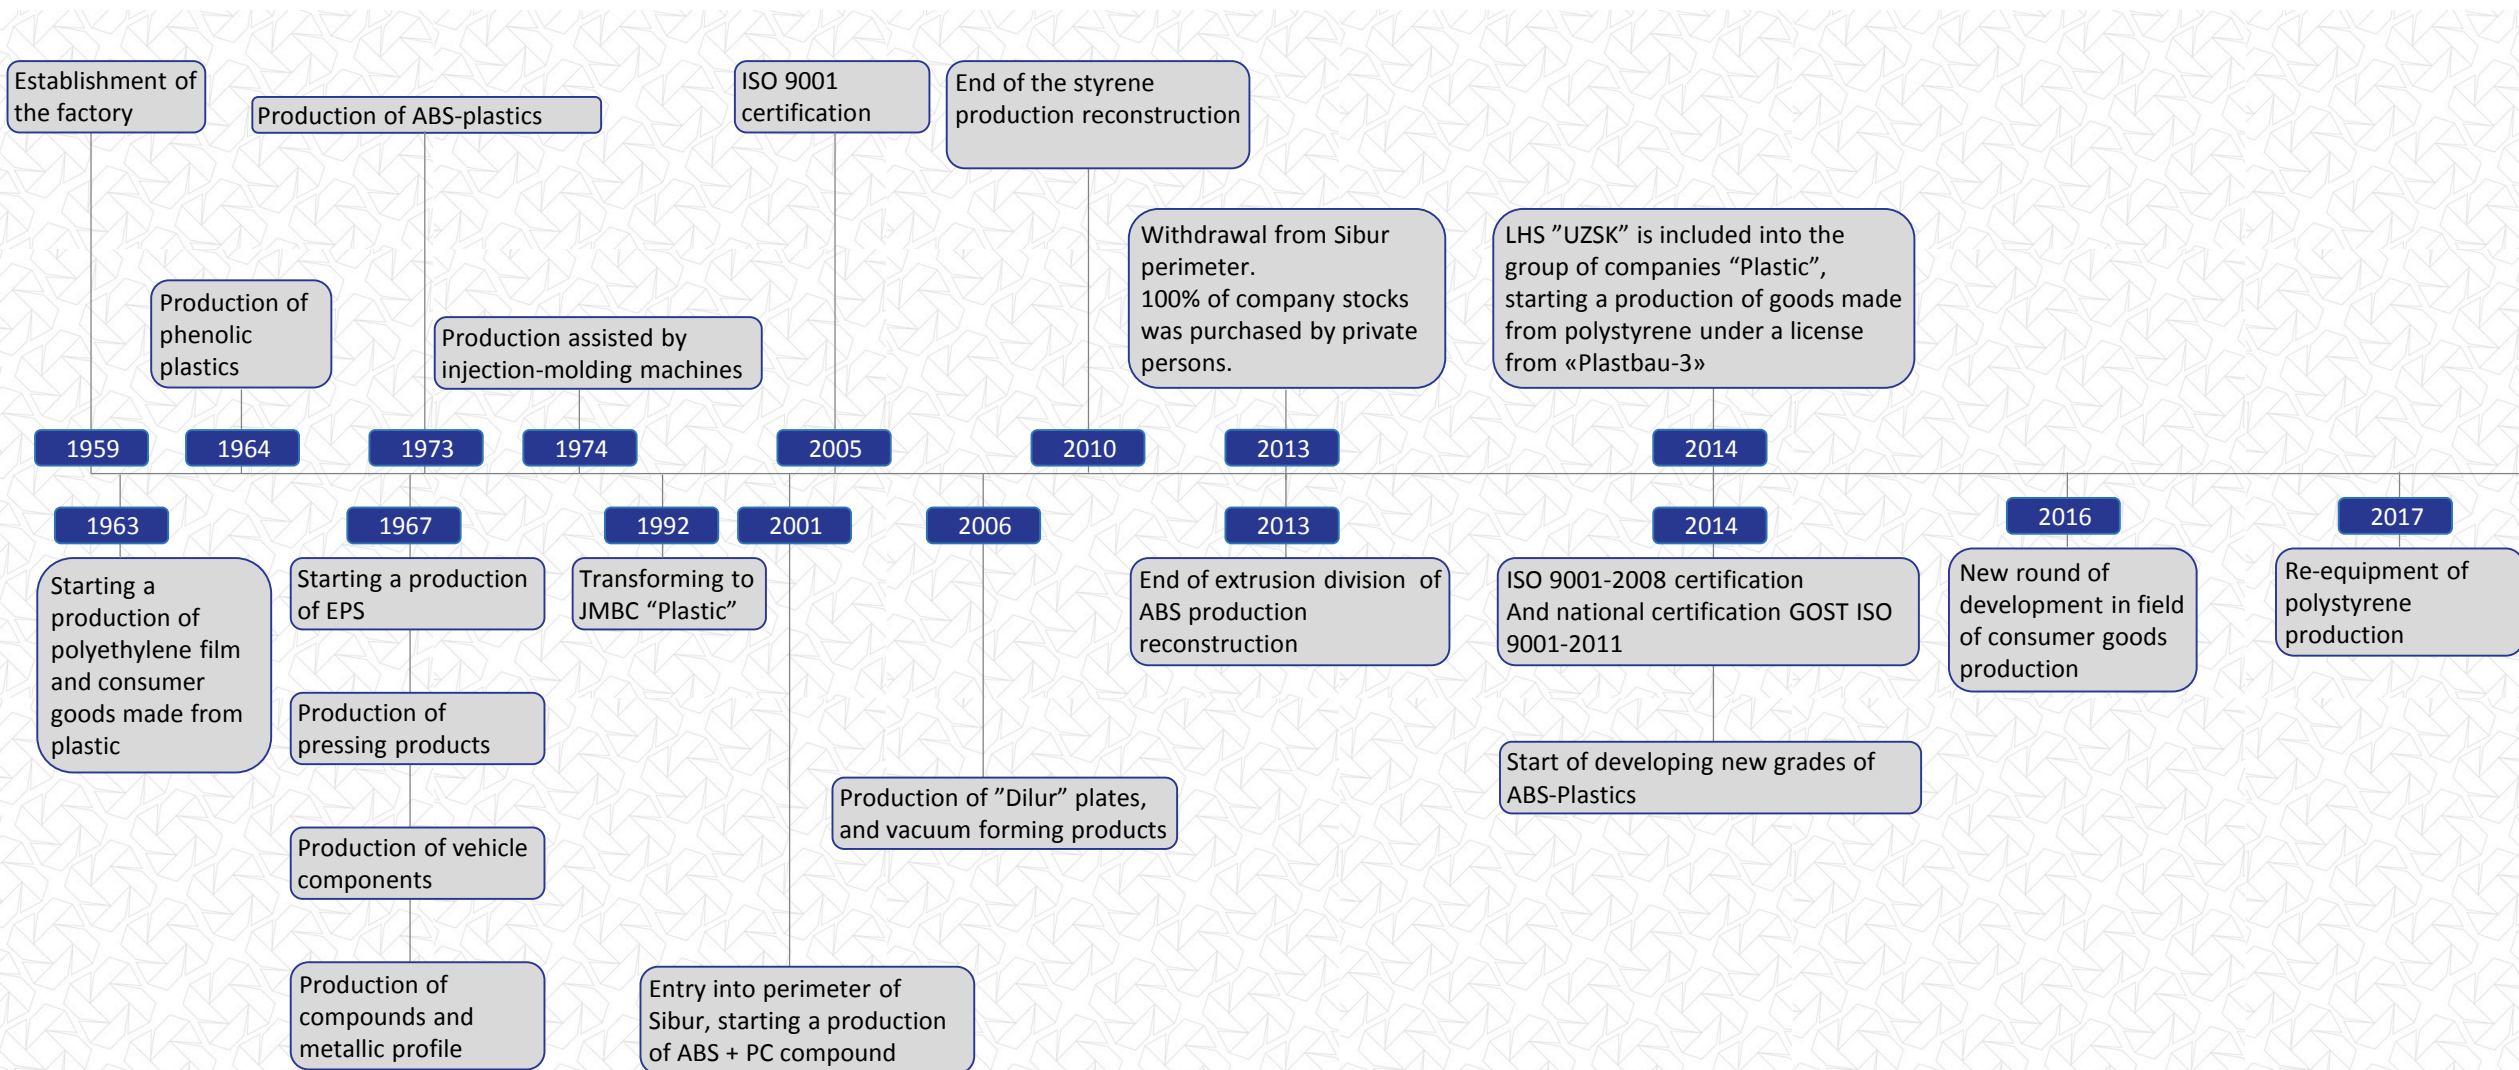 Establishment of
the factory
Production of ABS-plastics
ISO 9001
certification
End of the styrene
production reconstruction
Production of
phenolic
plastics
Production assisted by
injection-molding machines
Withdrawal from Sibur
perimeter.
100% of company stocks
was purchased by private
persons.
LHS ”UZSK” is included into the
group of companies “Plastic”,
starting a production of goods made
from polystyrene under a license
from «Plastbau-3»
1959
1964
1973
1974
2005
2010
2013
2014
1963
1967
1992
2001
2006
2013
2014
2016
2017
Starting a
production of
polyethylene film
and consumer
goods made from
plastic
Starting a production
of EPS
Production of
pressing products
Production of vehicle
components
Production of
compounds and
metallic profile
Transforming to
JMBC “Plastic”
Entry into perimeter of
Sibur, starting a production
of ABS + PC compound
Production of ”Dilur” plates,
and vacuum forming products
End of extrusion division of
ABS production
reconstruction
ISO 9001-2008 certification
And national certification GOST ISO
9001-2011
Start of developing new grades of
ABS-Plastics
New round of
development in field
of consumer goods
production
Re-equipment of
polystyrene
production